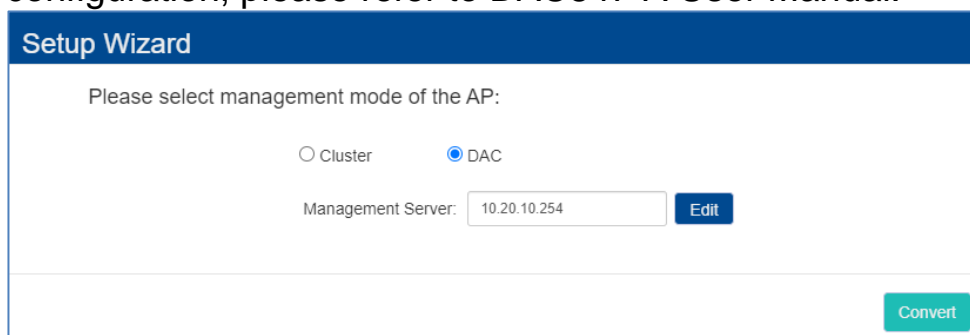 Setup Wizard
Please select management mode of the AP:
Cluster DAC
Management Server: 10.20.10.254 Edit
Convert